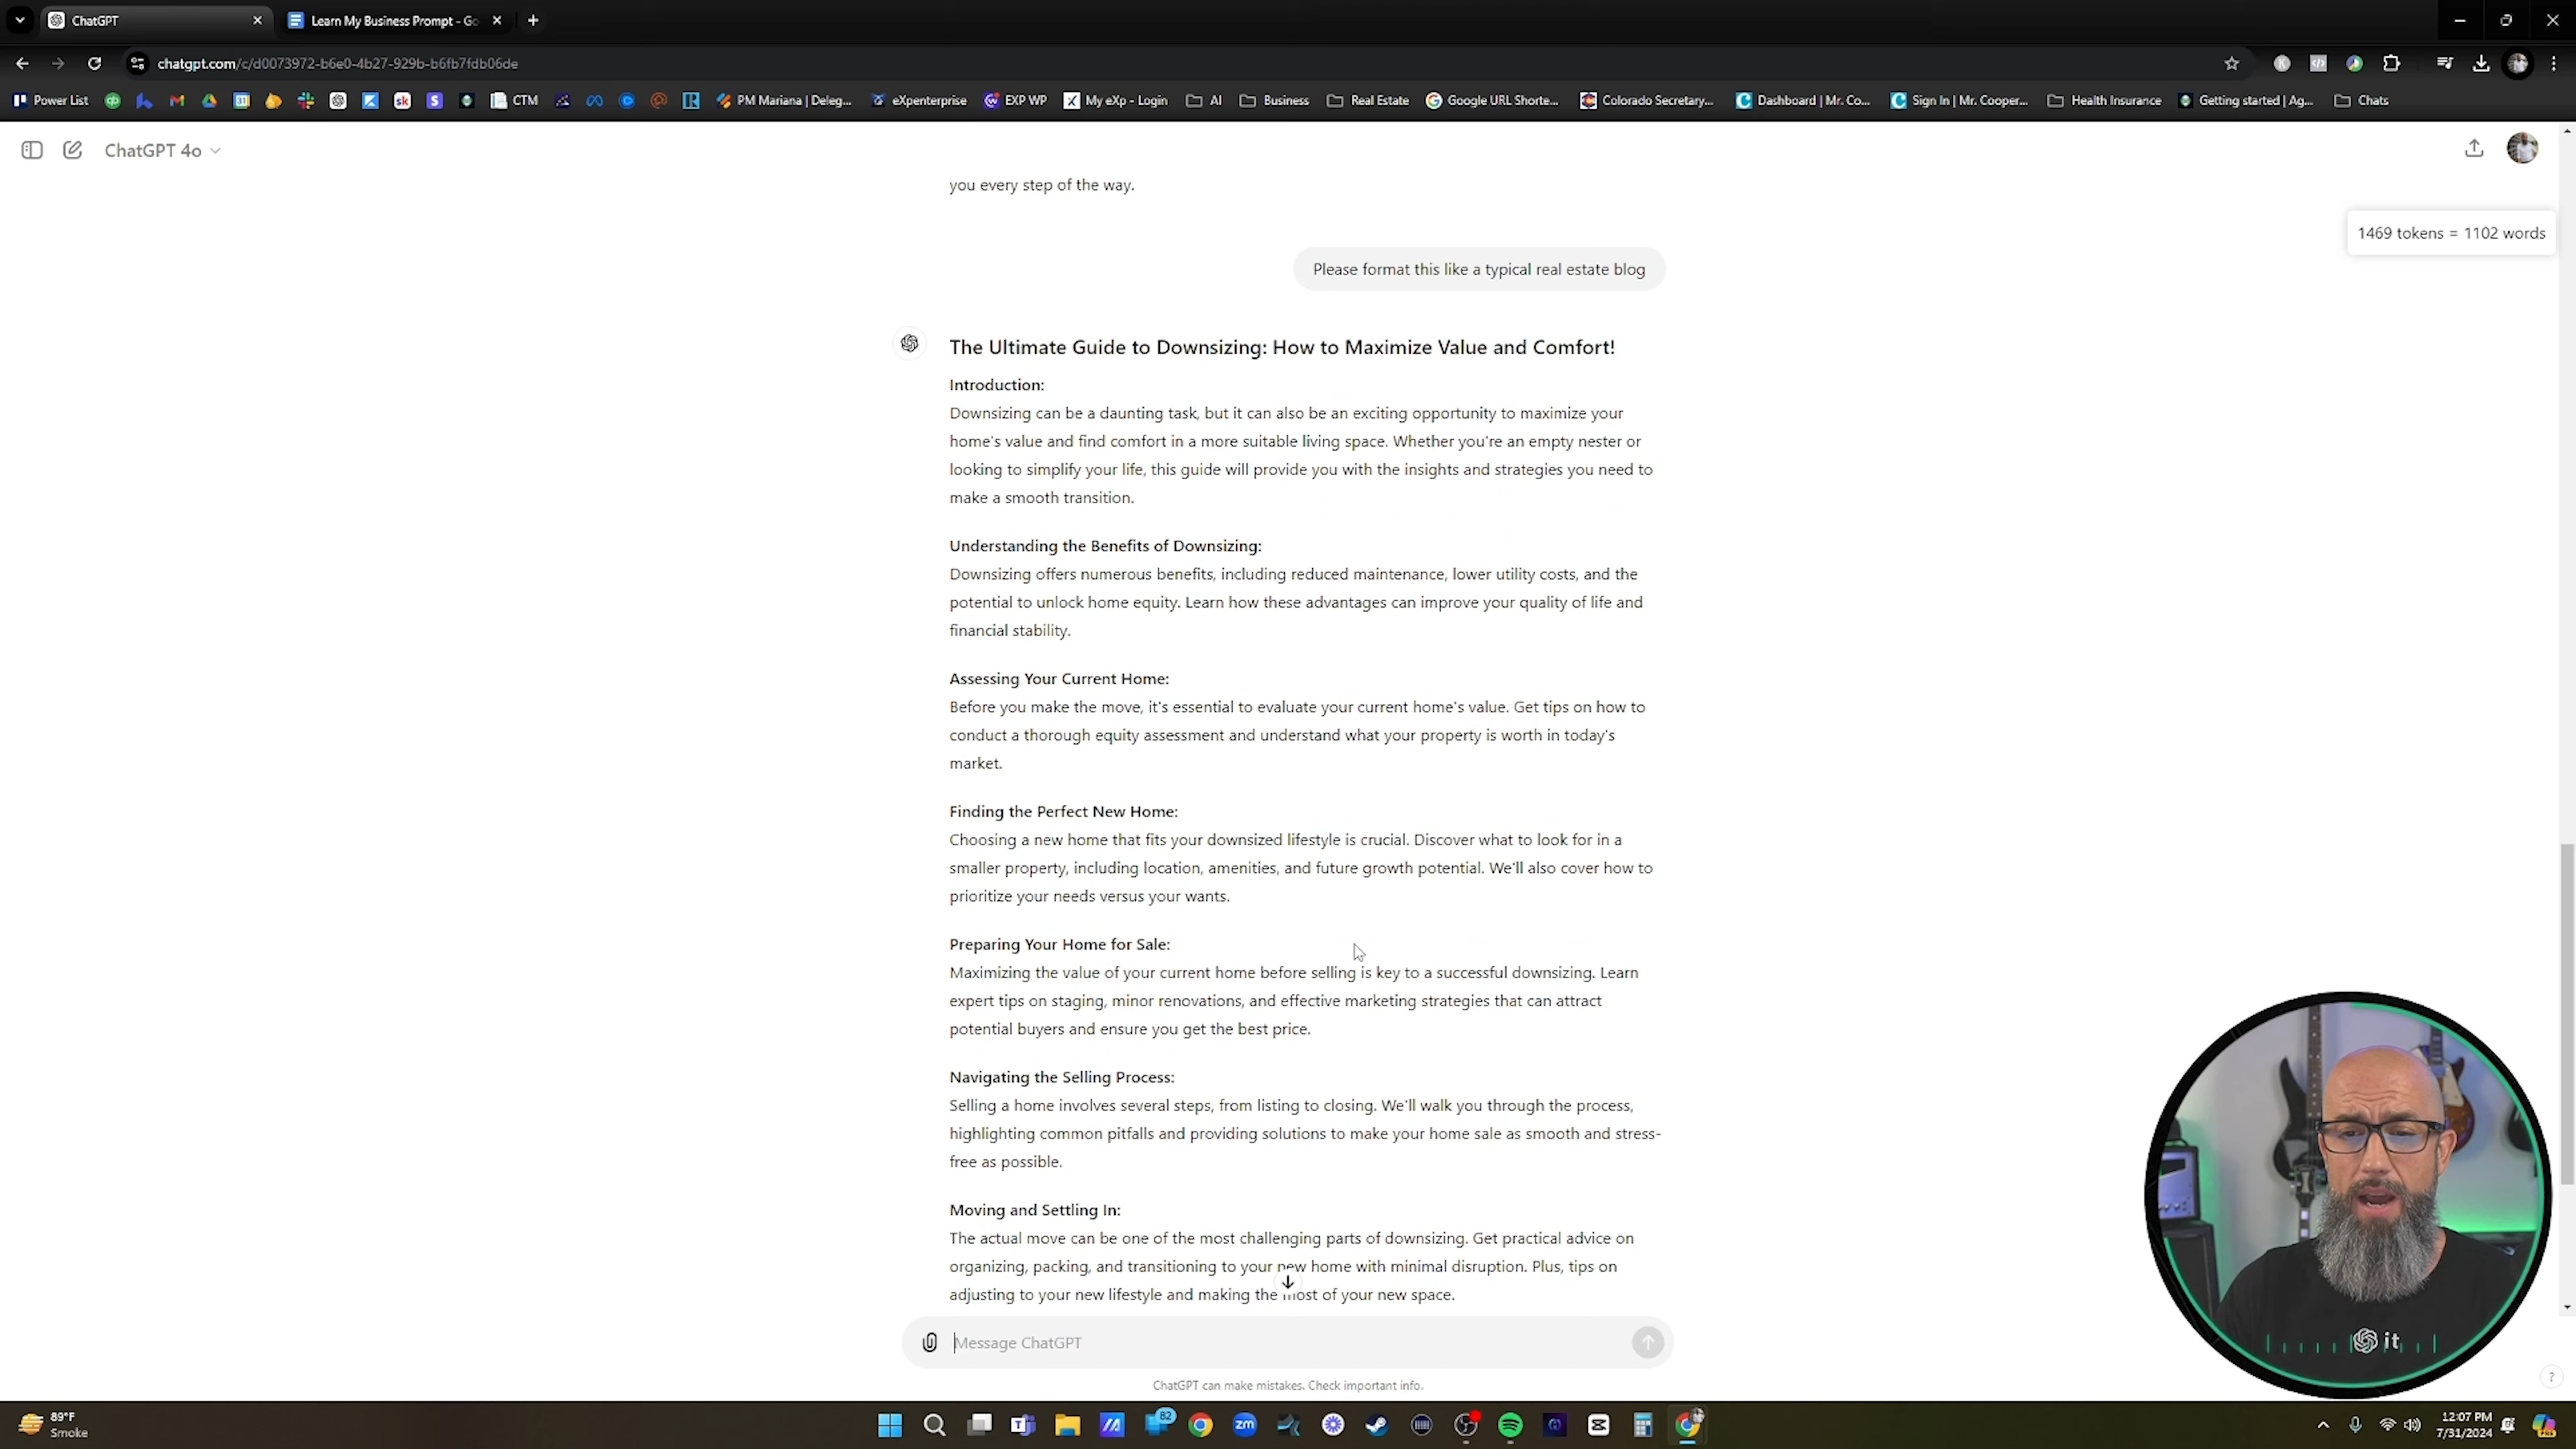 ChatGPT
Learn My Business Prompt - Go
chatgpt.com/c/d0073972-b6e0-4b27-929b-b6fb7fdb06de
Power List
CTM
PM Mariana | Deleg...
eXpenterprise
EXP WP
My eXp - Login
AI
Business
Real Estate
Google URL Shorte...
Colorado Secretary...
Dashboard | Mr. Co...
Sign In | Mr. Cooper...
Health Insurance
Getting started | Ag...
Chats
ChatGPT 4o
you every step of the way.
1469 tokens = 1102 words
Please format this like a typical real estate blog
The Ultimate Guide to Downsizing: How to Maximize Value and Comfort!
Introduction:
Downsizing can be a daunting task, but it can also be an exciting opportunity to maximize your
home's value and find comfort in a more suitable living space. Whether you're an empty nester or
looking to simplify your life, this guide will provide you with the insights and strategies you need to
make a smooth transition.
Understanding the Benefits of Downsizing:
Downsizing offers numerous benefits, including reduced maintenance, lower utility costs, and the
potential to unlock home equity. Learn how these advantages can improve your quality of life and
financial stability.
Assessing Your Current Home:
Before you make the move, it's essential to evaluate your current home's value. Get tips on how to
conduct a thorough equity assessment and understand what your property is worth in today's
market.
Finding the Perfect New Home:
Choosing a new home that fits your downsized lifestyle is crucial. Discover what to look for in a
smaller property, including location, amenities, and future growth potential. We'll also cover how to
prioritize your needs versus your wants.
Preparing Your Home for Sale:
Maximizing the value of your current home before selling is key to a successful downsizing. Learn
expert tips on staging, minor renovations, and effective marketing strategies that can attract
potential buyers and ensure you get the best price.
Navigating the Selling Process:
Selling a home involves several steps, from listing to closing. We'll walk you through the process,
highlighting common pitfalls and providing solutions to make your home sale as smooth and stress-
free as possible.
Moving and Settling In:
The actual move can be one of the most challenging parts of downsizing. Get practical advice on
organizing, packing, and transitioning to your new home with minimal disruption. Plus, tips on
adjusting to your new lifestyle and making the most of your new space.
Message ChatGPT
it
ChatGPT can make mistakes. Check important info.
?
89°F
Smoke
82
zm
12:07 PM
7/31/2024